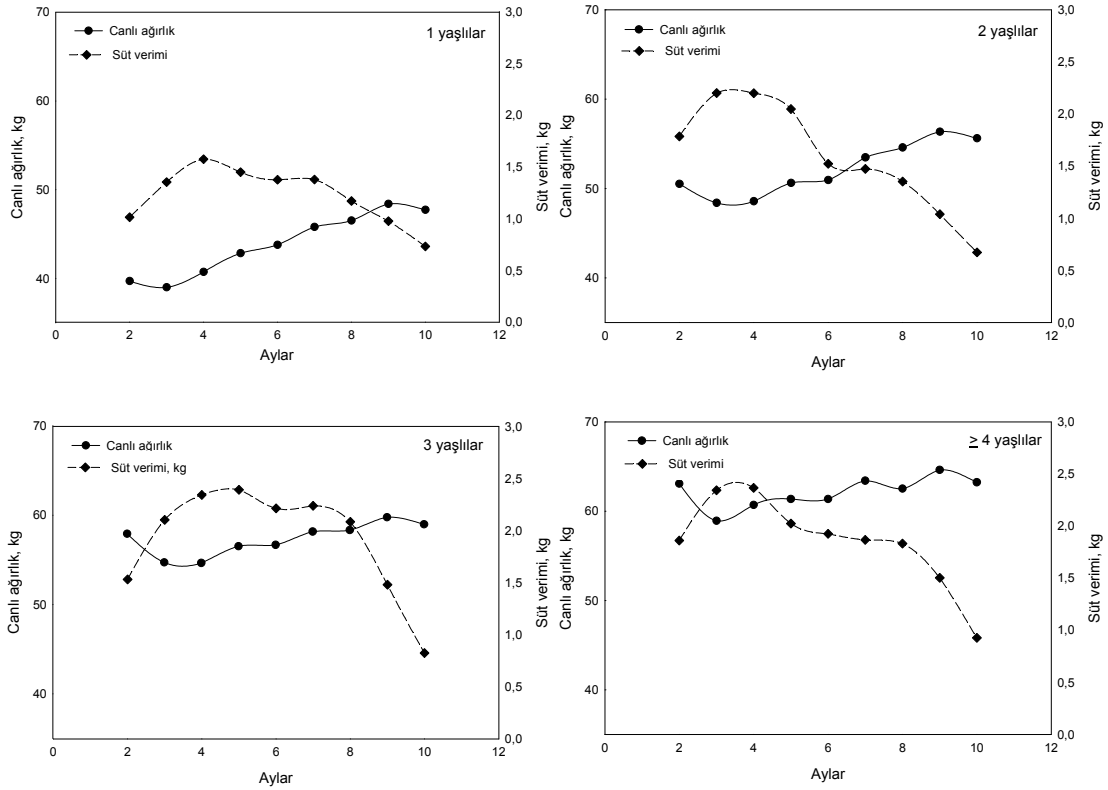 70
60
50
40
Canlı ağırlık, kg
Canlı ağırlık
Süt verimi
1 yaşlılar
3,0
2,5
2,0
1,5
1,0
0,5
0,0
Süt verimi, kg
0 2 4 6 8 10 12
Aylar
70
60
50
40
Canlı ağırlık, kg
Canlı ağırlık
Süt verimi
2 yaşlılar
3,0
2,5
2,0
1,5
1,0
0,5
0,0
Süt verimi, kg
0 2 4 6 8 10 12
Aylar
70
60
50
40
Canlı ağırlık, kg
Canlı ağırlık
Süt verimi, kg
3 yaşlılar
3,0
2,5
2,0
1,5
1,0
0,5
0,0
Süt verimi, kg
0 2 4 6 8 10 12
Aylar
70
60
50
40
Canlı ağırlık, kg
Canlı ağırlık
Süt verimi
≥ 4 yaşlılar
3,0
2,5
2,0
1,5
1,0
0,5
0,0
Süt verimi, kg
0 2 4 6 8 10 12
Aylar